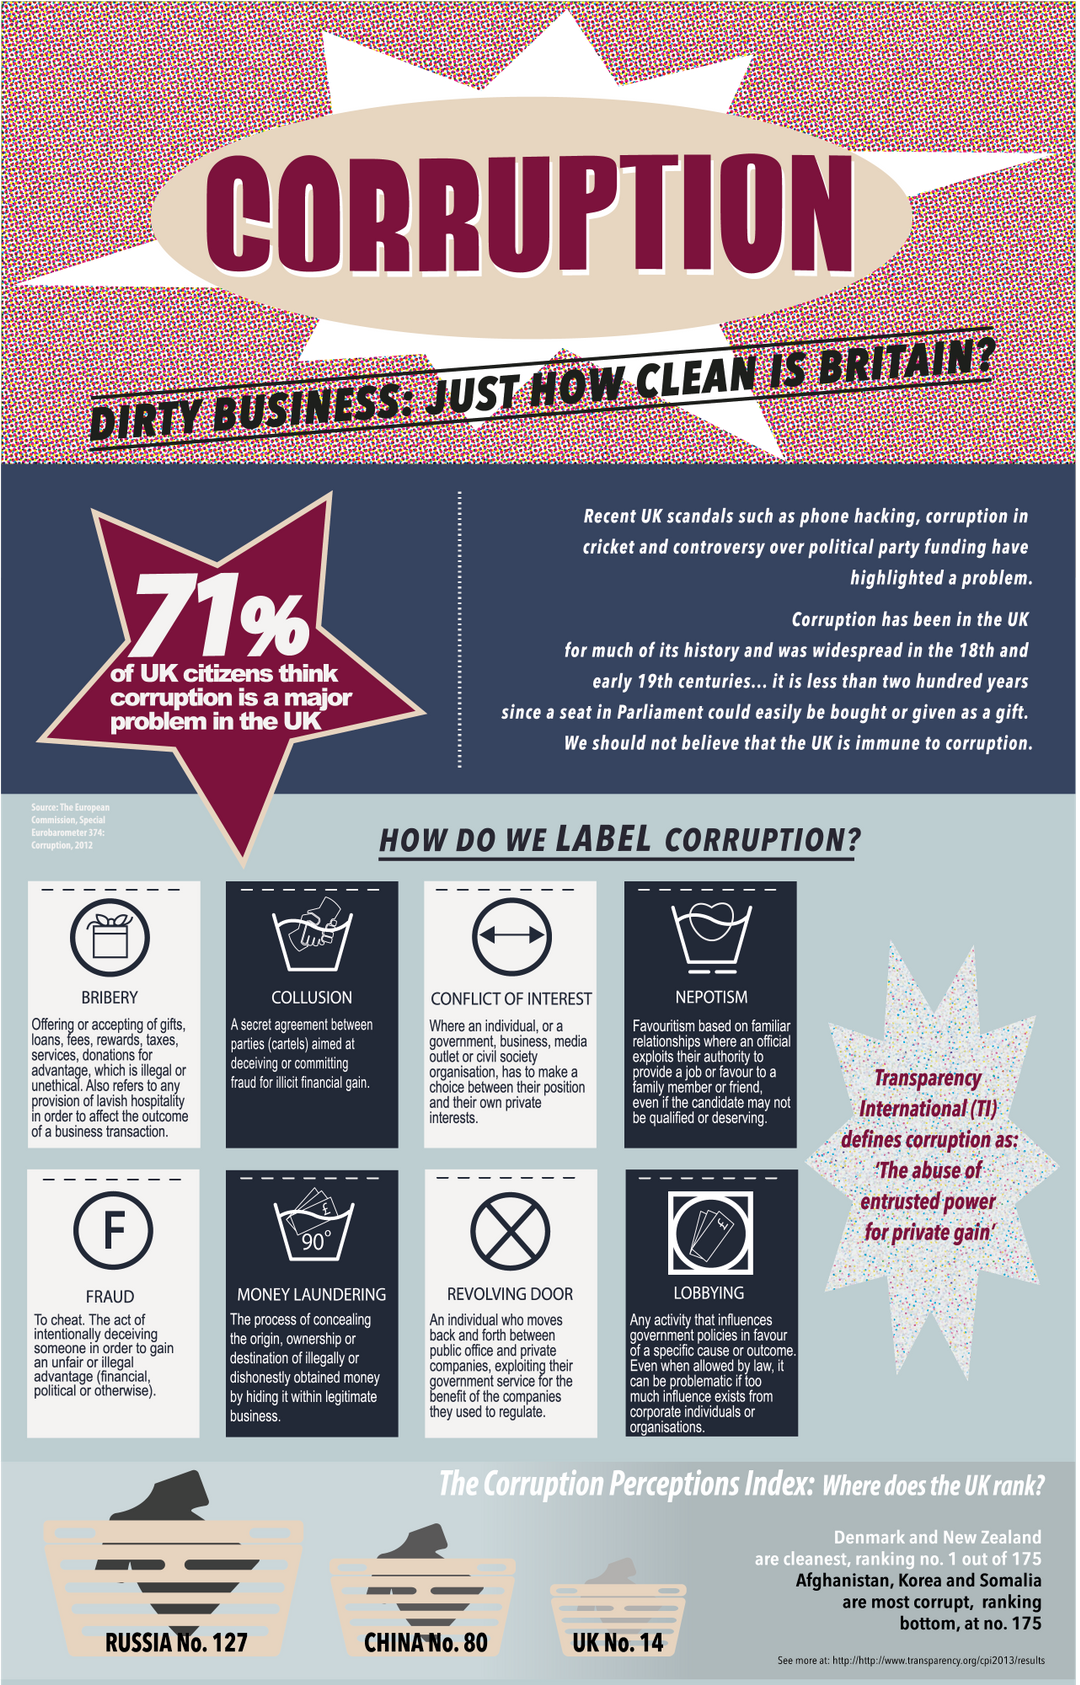 CORRUPTION
DIRTY BUSINESS: JUST HOW CLEAN IS BRITAIN?
71%
of UK citizens think
corruption is a major
problem in the UK
Recent UK scandals such as phone hacking, corruption in
cricket and controversy over political party funding have
highlighted a problem.
Corruption has been in the UK
for much of its history and was widespread in the 18th and
early 19th centuries... it is less than two hundred years
since a seat in Parliament could easily be bought or given as a gift.
We should not believe that the UK is immune to corruption.
Source: The European
Commission, Special
Eurobarometer 374:
Corruption, 2012
HOW DO WE LABEL CORRUPTION?
BRIBERY
Offering or accepting of gifts,
loans, fees, rewards, taxes,
services, donations for
advantage, which is illegal or
unethical. Also refers to any
provision of lavish hospitality
in order to affect the outcome
of a business transaction.
COLLUSION
A secret agreement between
parties (cartels) aimed at
deceiving or committing
fraud for illicit financial gain.
CONFLICT OF INTEREST
Where an individual, or a
government, business, media
outlet or civil society
organisation, has to make a
choice between their position
and their own private
interests.
NEPOTISM
Favouritism based on familiar
relationships where an official
exploits their authority to
provide a job or favour to a
family member or friend,
even if the candidate may not
be qualified or deserving.
Transparency
International (TI)
defines corruption as:
‘The abuse of
entrusted power
for private gain’
F
FRAUD
To cheat. The act of
intentionally deceiving
someone in order to gain
an unfair or illegal
advantage (financial,
political or otherwise).
£
90°
MONEY LAUNDERING
The process of concealing
the origin, ownership or
destination of illegally or
dishonestly obtained money
by hiding it within legitimate
business.
REVOLVING DOOR
An individual who moves
back and forth between
public office and private
companies, exploiting their
government service for the
benefit of the companies
they used to regulate.
£
LOBBYING
Any activity that influences
government policies in favour
of a specific cause or outcome.
Even when allowed by law, it
can be problematic if too
much influence exists from
corporate individuals or
organisations.
The Corruption Perceptions Index: Where does the UK rank?
RUSSIA No. 127
CHINA No. 80
UK No. 14
Denmark and New Zealand
are cleanest, ranking no. 1 out of 175
Afghanistan, Korea and Somalia
are most corrupt, ranking
bottom, at no. 175
See more at: http://http://www.transparency.org/cpi2013/results